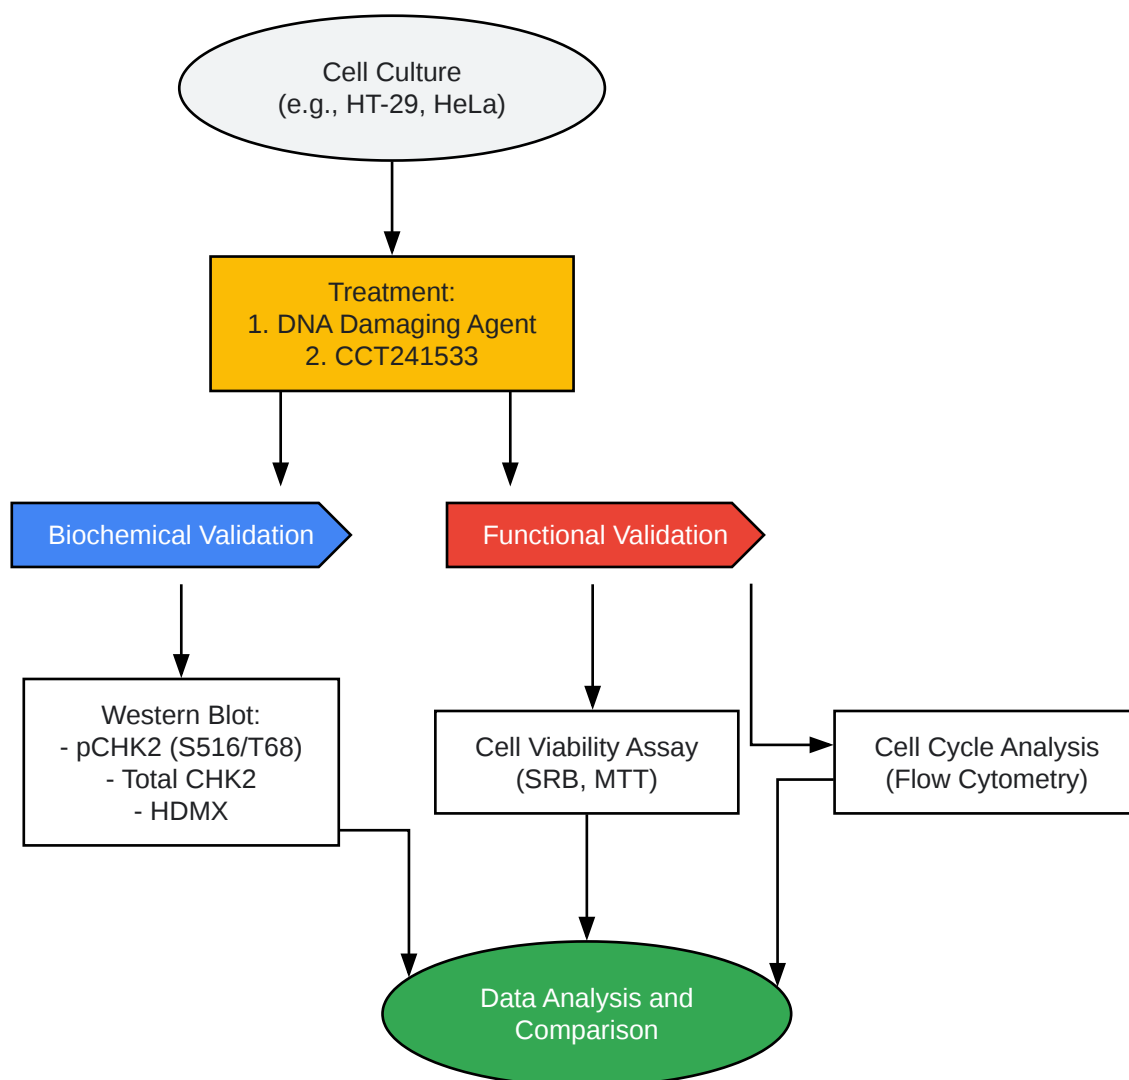 Cell Culture
(e.g., HT-29, HeLa)
Treatment:
1. DNA Damaging Agent
2. CCT241533
Biochemical Validation
Functional Validation
Western Blot:
- pCHK2 (S516/T68)
- Total CHK2
- HDMX
Cell Viability Assay
(SRB, MTT)
Cell Cycle Analysis
(Flow Cytometry)
Data Analysis and
Comparison